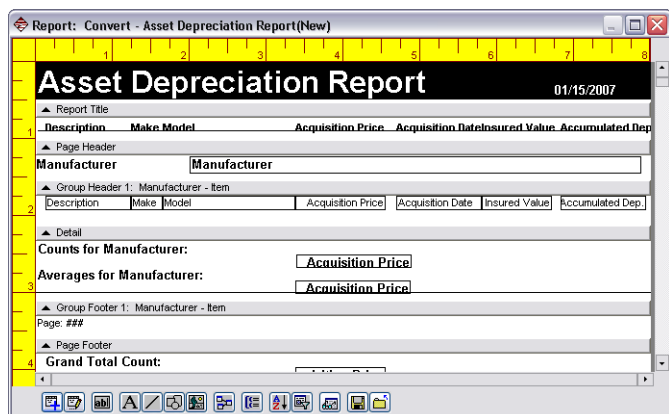 Report: Convert - Asset Depreciation Report(New)
1 2 3 4 5 6 7 8
Asset Depreciation Report 01/15/2007
Report Title
1
Description Make Model Acquisition Price Acquisition Date Insured Value Accumulated Dep
Page Header
Manufacturer Manufacturer
Group Header 1: Manufacturer - Item
2
Description Make Model Acquisition Price Acquisition Date Insured Value Accumulated Dep.
Detail
Counts for Manufacturer:
Acquisition Price
Averages for Manufacturer:
3
Acquisition Price
Group Footer 1: Manufacturer - Item
Page: ###
Page Footer
4
Grand Total Count:
abl A
A Z